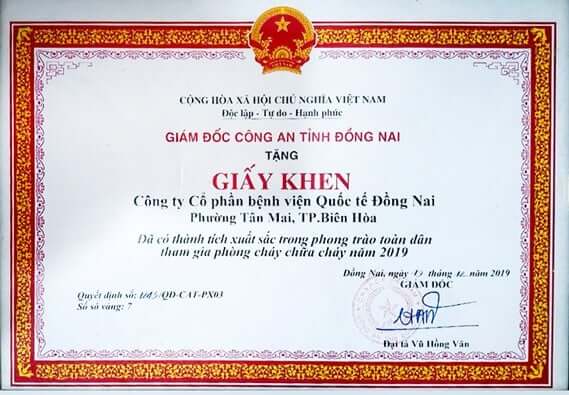 CỘNG HÒA XÃ HỘI CHỦ NGHĨA VIỆT NAM
Độc lập - Tự do - Hạnh phúc
GIÁM ĐỐC CÔNG AN TỈNH ĐỒNG NAI
TẶNG
GIẤY KHEN
Công ty Cổ phần bệnh viện Quốc tế Đồng Nai
Phường Tân Mai, TP.Biên Hòa
Đã có thành tích xuất sắc trong phong trào toàn dân
tham gia phòng cháy chữa cháy năm 2019
Đồng Nai, ngày tháng năm 2019
GIÁM ĐỐC
Quyết định số: /QĐ-CAT-PX03
Số sổ vàng: 7
Đại tá Vũ Hồng Văn